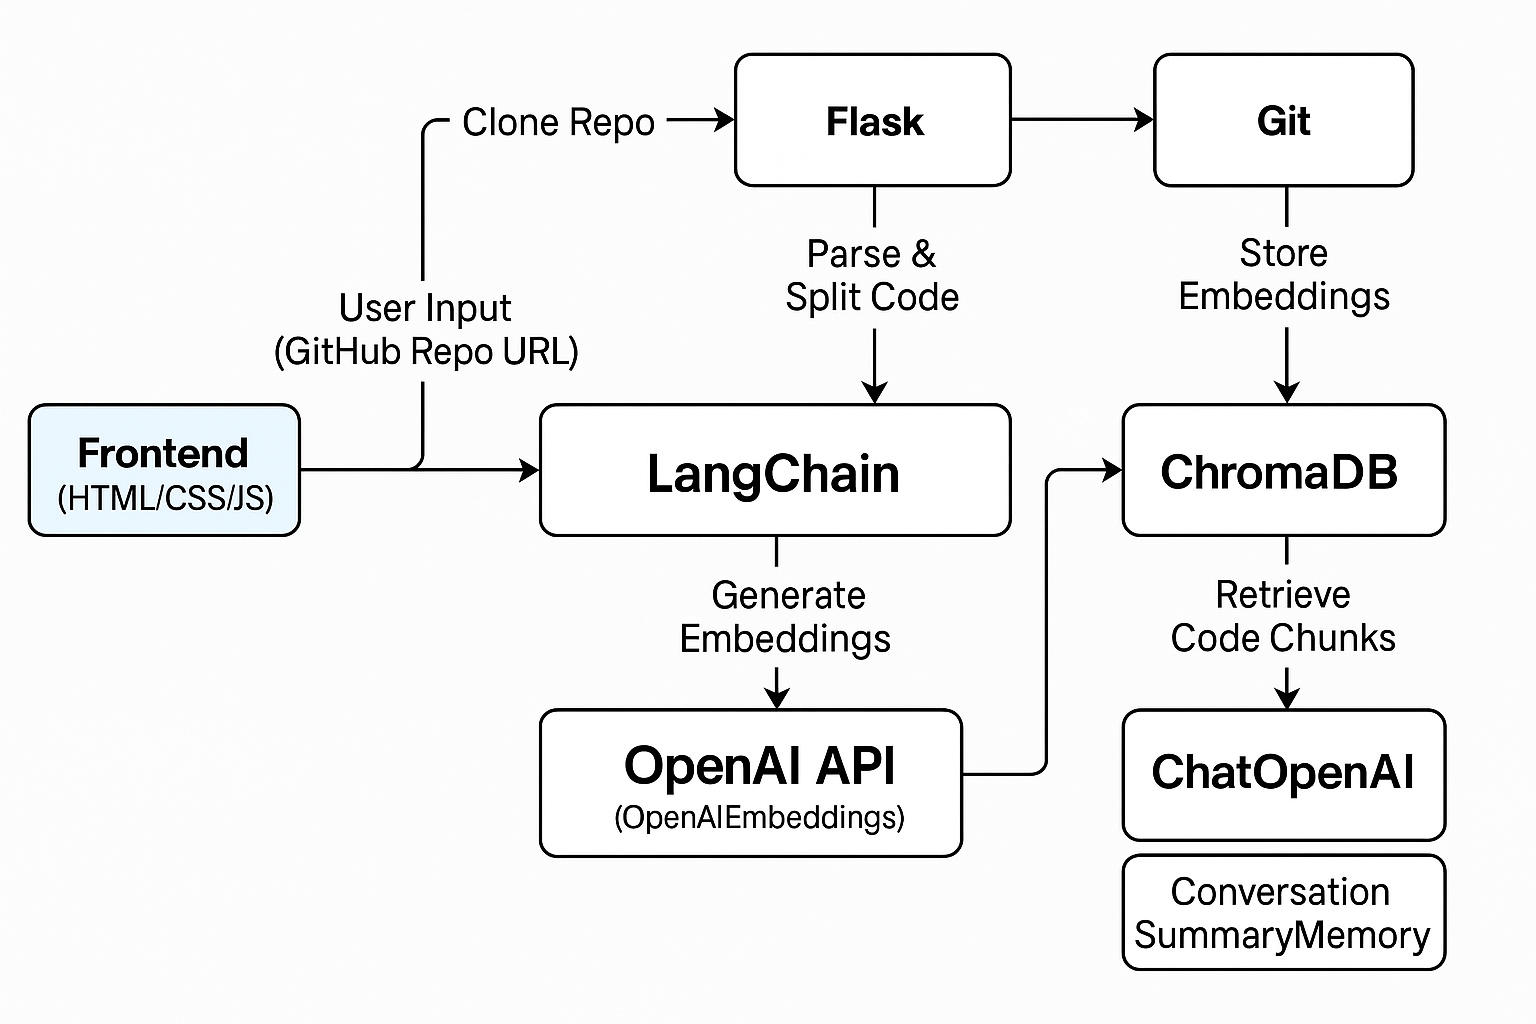 Clone Repo
Flask
Git
Parse &
Split Code
Store
Embeddings
User Input
(GitHub Repo URL)
Frontend
(HTML/CSS/JS)
LangChain
ChromaDB
Generate
Embeddings
Retrieve
Code Chunks
OpenAI API
(OpenAIEmbeddings)
ChatOpenAI
Conversation
SummaryMemory